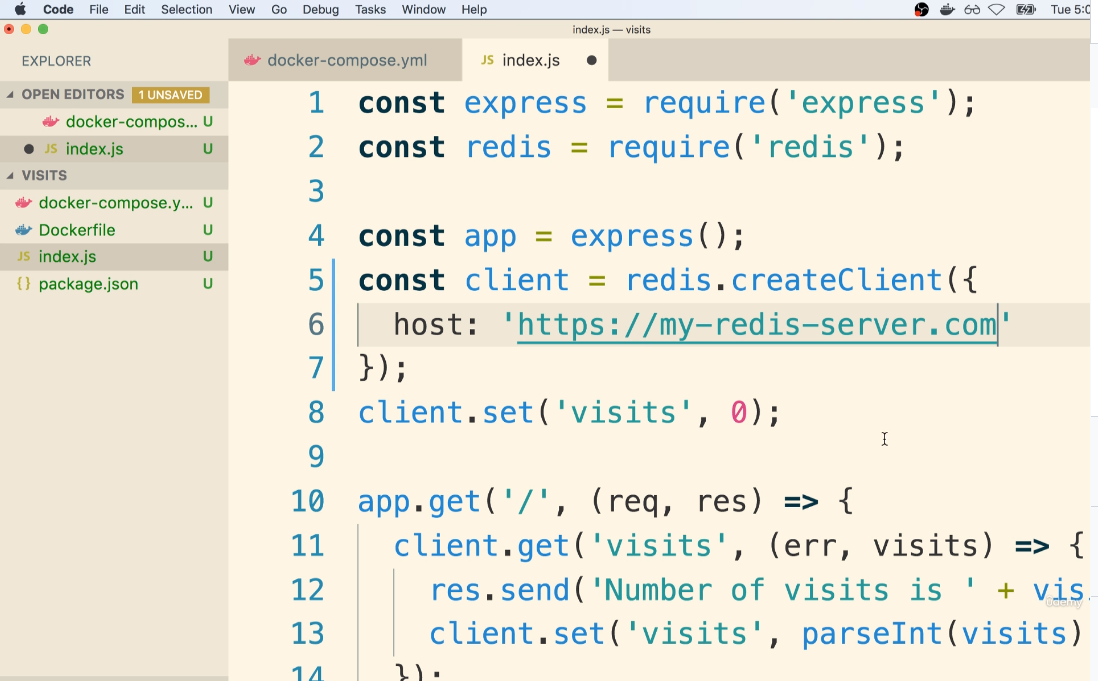 Code File Edit Selection View Go Debug Tasks Window Help Tue 5:0
index.js — visits
EXPLORER
OPEN EDITORS 1 UNSAVED
docker-compos... U
JS index.js U
VISITS
docker-compose.y... U
Dockerfile U
JS index.js U
{} package.json U
docker-compose.yml JS index.js
1 const express = require('express');
2 const redis = require('redis');
3
4 const app = express();
5 const client = redis.createClient({
6 host: 'https://my-redis-server.com'
7 });
8 client.set('visits', 0);
9
10 app.get('/', (req, res) => {
11 client.get('visits', (err, visits) => {
12 res.send('Number of visits is ' + vis
13 client.set('visits', parseInt(visits)
14 });
udemy